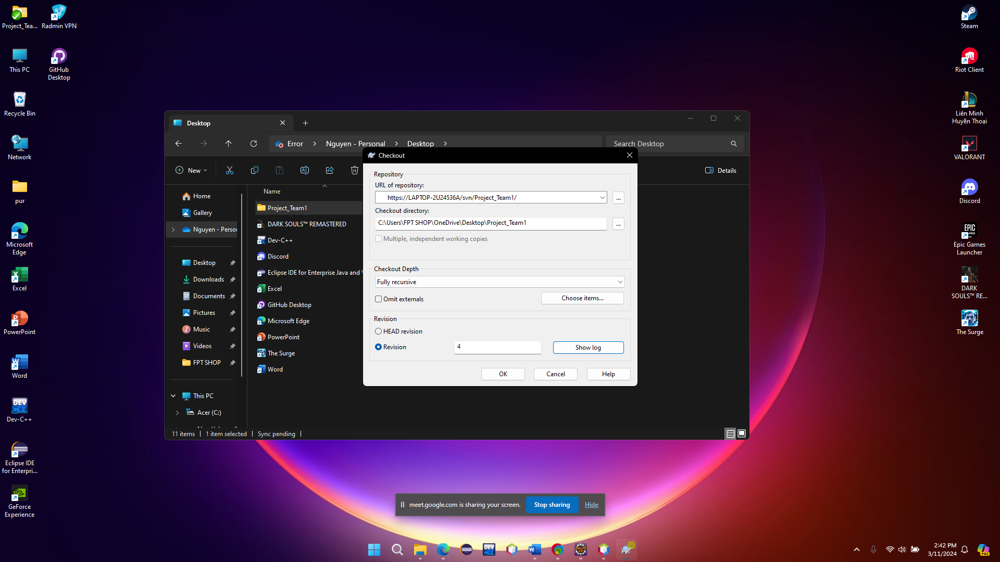 Project_Tea...
Radmin VPN
This PC
GitHub
Desktop
Recycle Bin
Network
pur
Microsoft
Edge
Excel
PowerPoint
Word
DEV
C++
Dev-C++
Eclipse IDE
for Enterpri...
GeForce
Experience
Desktop
Error
Nguyen - Personal
Desktop
Search Desktop
New
Details
Home
Gallery
Nguyen - Perso
Desktop
Downloads
Documents
Pictures
Music
Videos
FPT SHOP
This PC
Acer (C:)
Name
Project_Team1
DARK SOULS™ REMASTERED
Dev-C++
Discord
Eclipse IDE for Enterprise Java and
Excel
GitHub Desktop
Microsoft Edge
PowerPoint
The Surge
Word
11 items
1 item selected
Sync pending
Checkout
Repository
URL of repository:
https://LAPTOP-2U24536A/svn/Project_Team1/
...
Checkout directory:
C:\Users\FPT SHOP\OneDrive\Desktop\Project_Team1
...
Multiple, independent working copies
Checkout Depth
Fully recursive
Omit externals
Choose items...
Revision
HEAD revision
Revision
4
Show log
OK
Cancel
Help
meet.google.com is sharing your screen.
Stop sharing
Hide
Steam
Riot Client
Liên Minh
Huyền Thoại
VALORANT
Discord
EPIC
GAMES
Epic Games
Launcher
DARK
SOULS™ RE...
The Surge
DEV
C++
2:42 PM
3/11/2024
PRE